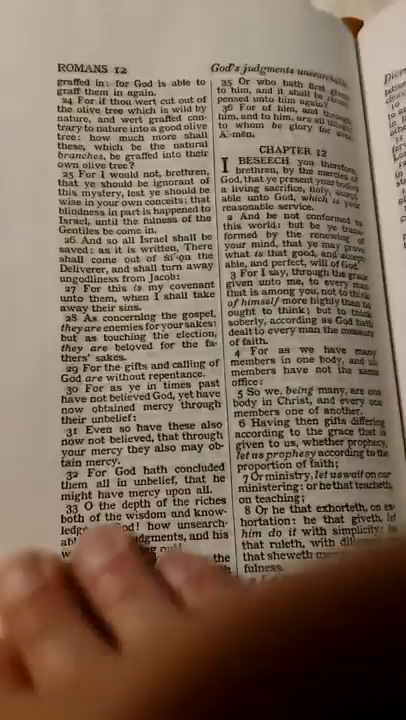 ROMANS 12
God's judgments
graffed in: for God is able to
graff them in again.
24 For if thou wert cut out of
the olive tree which is wild by
nature, and wert graffed con-
trary to nature into a good olive
tree: how much more shall
these, which be the natural
branches, be graffed into their
own olive tree?
25 For I would not, brethren,
that ye should be ignorant of
this mystery, lest ye should be
wise in your own conceits; that
blindness in part is happened to
Israel, until the fulness of the
Gentiles be come in.
26 And so all Israel shall be
saved: as it is written, There
shall come out of Si'-on the
Deliverer, and shall turn away
ungodliness from Jacob:
27 For this is my covenant
unto them, when I shall take
away their sins.
28 As concerning the gospel,
they are enemies for your sakes:
but as touching the election,
they are beloved for the fa-
thers' sakes.
29 For the gifts and calling of
God are without repentance.
30 For as ye in times past
have not believed God, yet have
now obtained mercy through
their unbelief:
31 Even so have these also
now not believed, that through
your mercy they also may ob-
tain mercy.
32 For God hath concluded
them all in unbelief, that he
might have mercy upon all.
33 O the depth of the riches
both of the wisdom and know-
ledge God! how unsearch-
judgments, and his
out!
the
35 Or who hath first given
to him, and it shall be recom-
pensed unto him again?
36 For of him, and through
him, and to him, are all things:
to whom be glory for ever.
A'-men.
CHAPTER 12
I BESEECH you therefore,
brethren, by the mercies of
God, that ye present your bodies
a living sacrifice, holy, accept-
able unto God, which is your
reasonable service.
2 And be not conformed to
this world: but be ye trans-
formed by the renewing of
your mind, that ye may prove
what is that good, and accept-
able, and perfect, will of God.
3 For I say, through the grace
given unto me, to every man
that is among you, not to think
of himself more highly than he
ought to think; but to think
soberly, according as God hath
dealt to every man the measure
of faith.
4 For as we have many
members in one body, and all
members have not the same
office:
5 So we, being many, are one
body in Christ, and every one
members one of another.
6 Having then gifts differing
according to the grace that is
given to us, whether prophecy,
let us prophecy according to the
proportion of faith;
7 Or ministry, let us wait on our
ministering: or he that teacheth,
on teaching;
8 Or he that exhorteth, on ex-
hortation: he that giveth, let
him do it with simplicity; he
that ruleth, with
that sheweth
fulness.